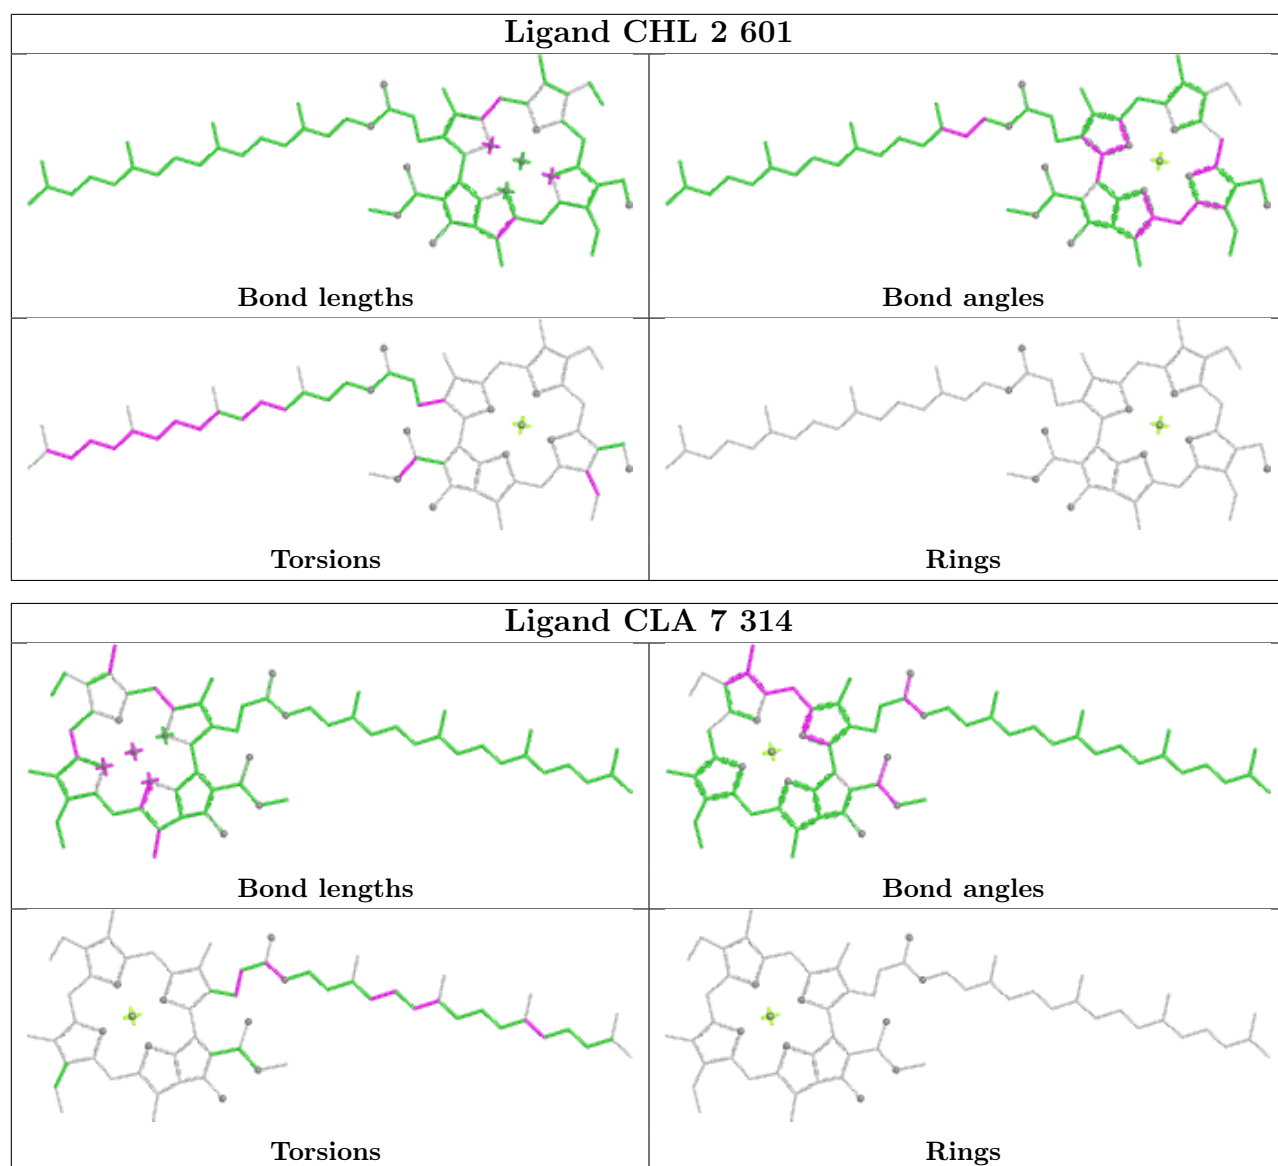 Ligand CHL 2 601
Bond lengths
Bond angles
Torsions
Rings
Ligand CLA 7 314
Bond lengths
Bond angles
Torsions
Rings